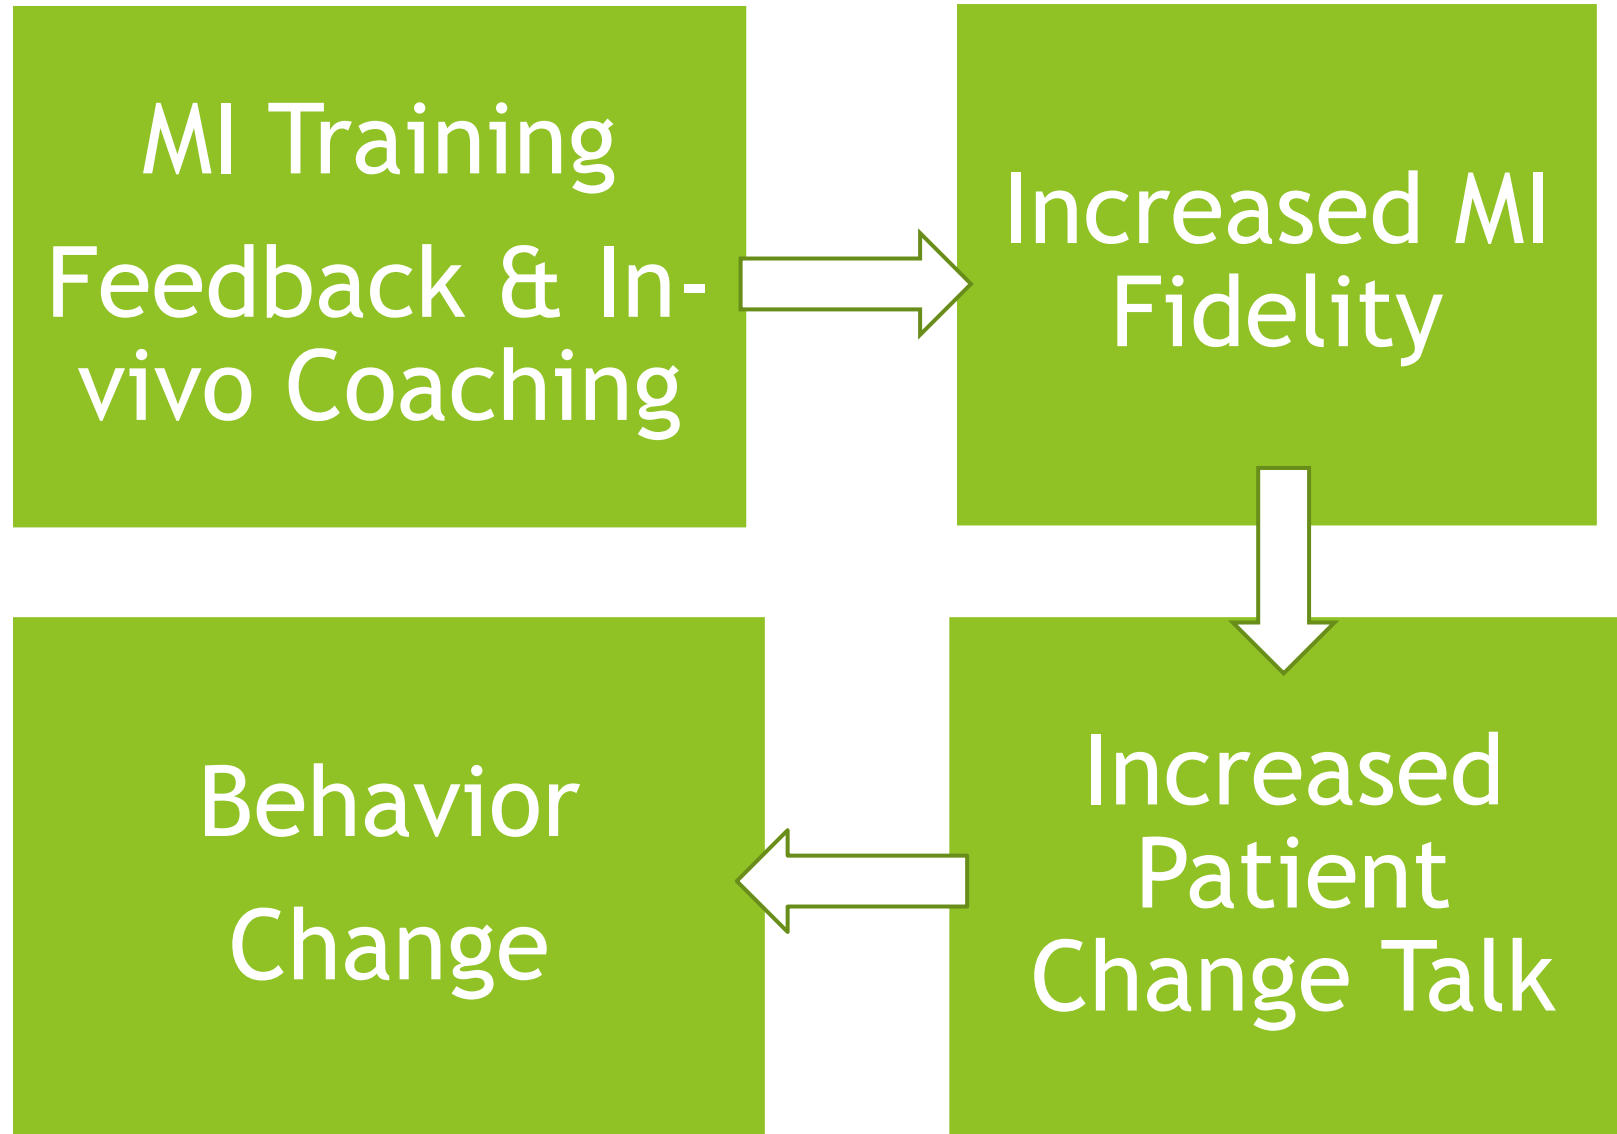 MI Training
Feedback & In-
vivo Coaching
Increased MI
Fidelity
Increased
Patient
Change Talk
Behavior
Change